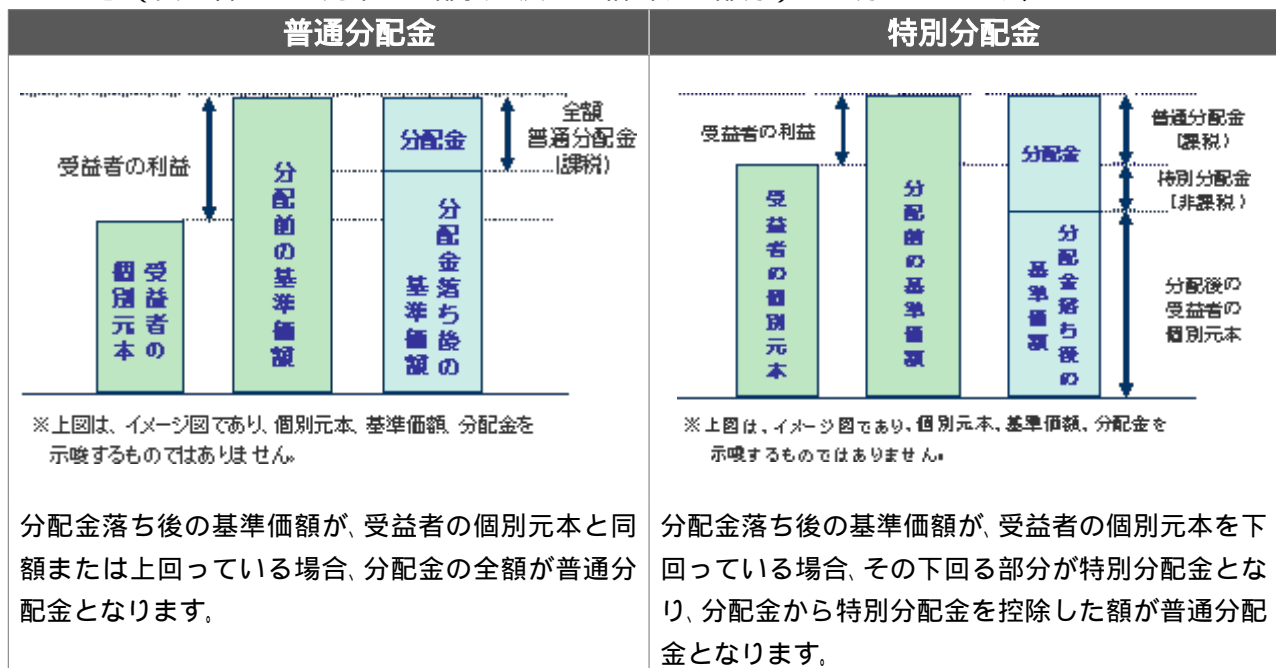 普通分配金
全額
普通分配金
(課税)
受益者の利益
分配金
分配前の基準価額
受益者の
個別元本
分配金落ち後の
基準価額
※上図は、イメージ図であり、個別元本、基準価額、分配金を
示唆するものではありません。
分配金落ち後の基準価額が、受益者の個別元本と同
額または上回っている場合、分配金の全額が普通分
配金となります。
特別分配金
受益者の利益
普通分配金
(課税)
分配金
特別分配金
(非課税)
受益者の個別元本
分配前の基準価額
分配金落ち後の
基準価額
分配後の
受益者の
個別元本
※上図は、イメージ図であり、個別元本、基準価額、分配金を
示唆するものではありません。
分配金落ち後の基準価額が、受益者の個別元本を下
回っている場合、その下回る部分が特別分配金とな
り、分配金から特別分配金を控除した額が普通分配
金となります。